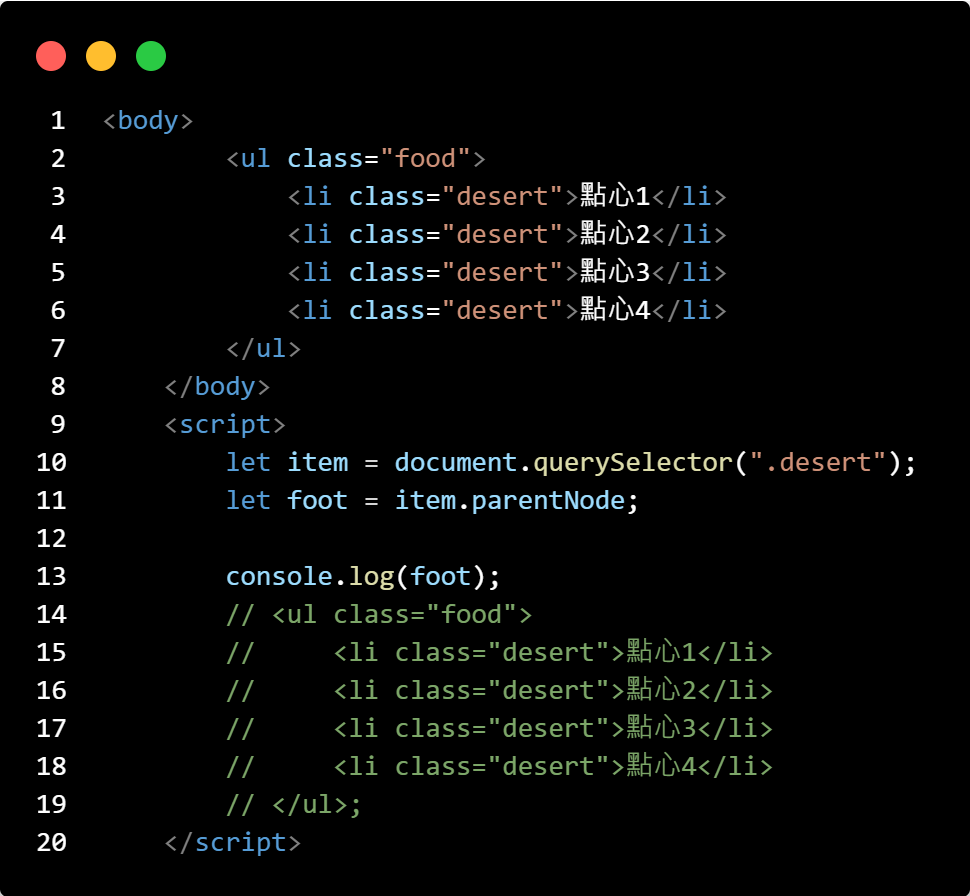 1 <body>
2         <ul class="food">
3             <li class="desert">點心1</li>
4             <li class="desert">點心2</li>
5             <li class="desert">點心3</li>
6             <li class="desert">點心4</li>
7         </ul>
8     </body>
9     <script>
10         let item = document.querySelector(".desert");
11         let foot = item.parentNode;
12
13         console.log(foot);
14         // <ul class="food">
15         //     <li class="desert">點心1</li>
16         //     <li class="desert">點心2</li>
17         //     <li class="desert">點心3</li>
18         //     <li class="desert">點心4</li>
19         // </ul>;
20     </script>